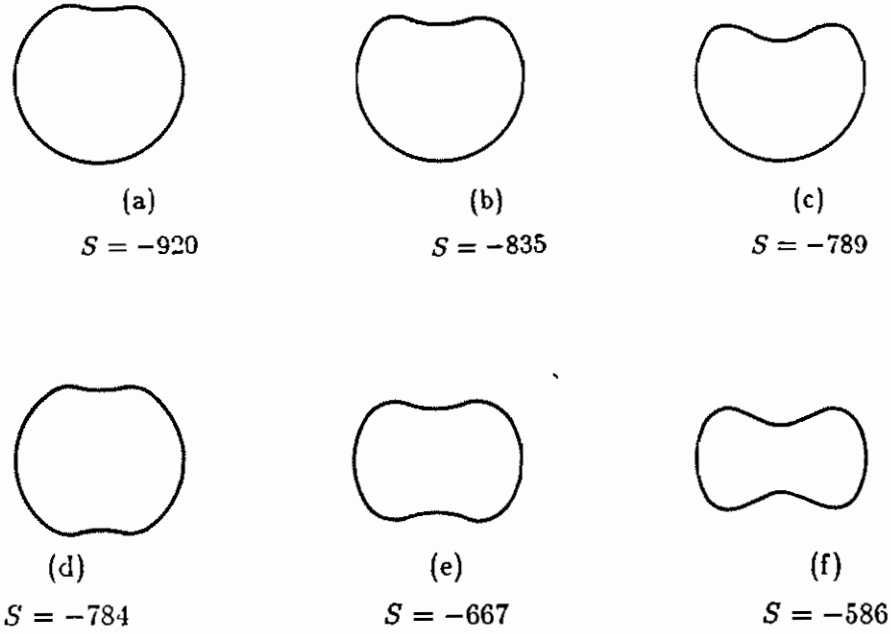 (a)
(b)
(c)
S = −920
S = −835
S = −789
(d)
(e)
(f)
S = −784
S = −667
S = −586